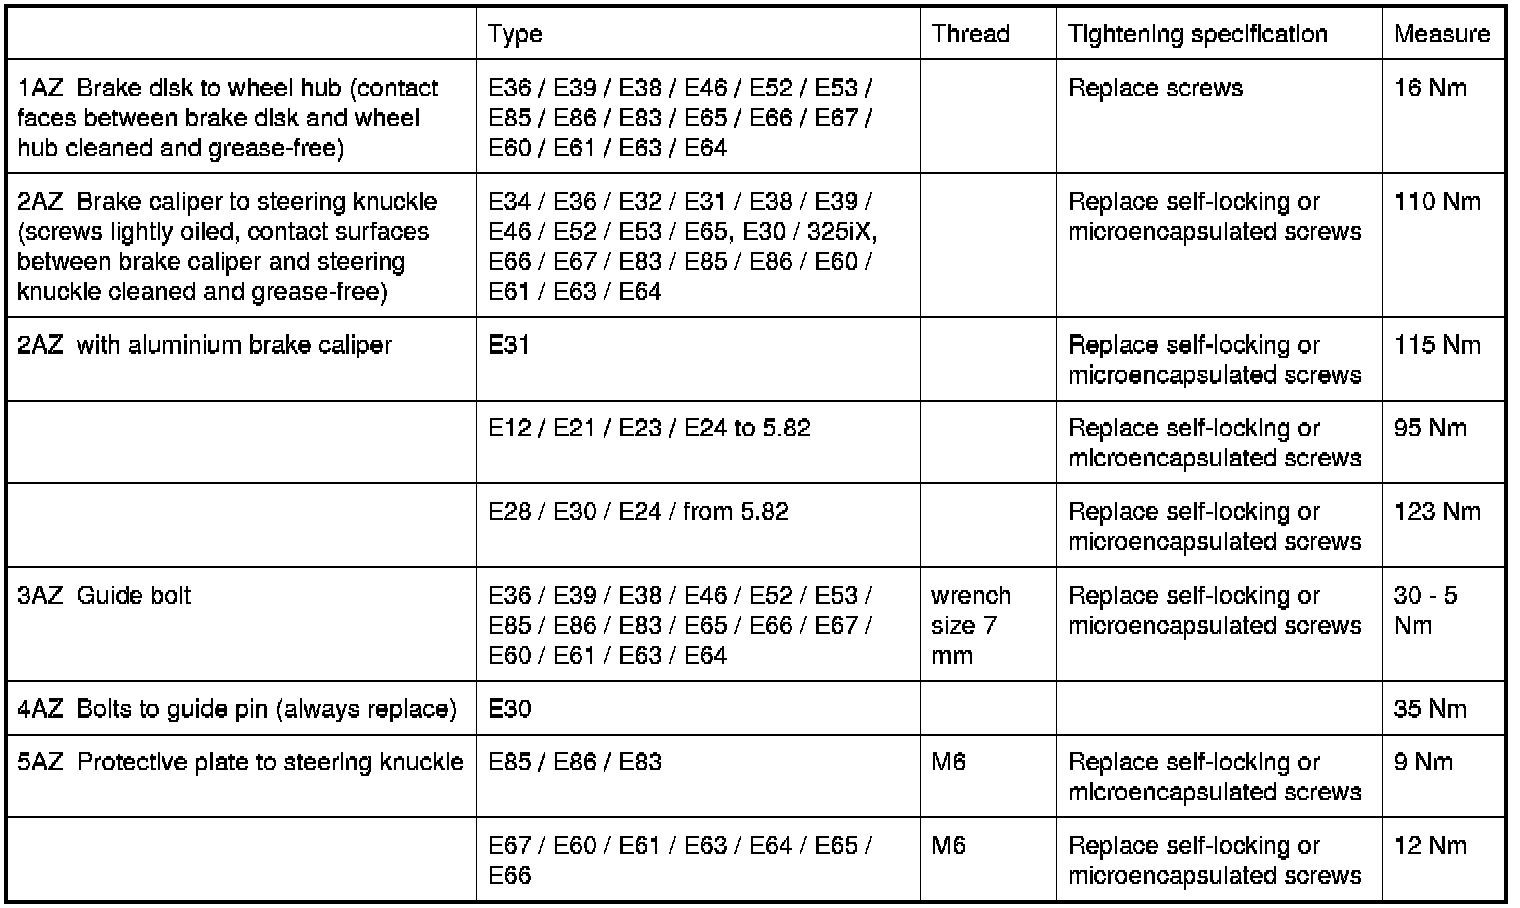 Type Thread Tightening specification Measure
1AZ Brake disk to wheel hub (contact faces between brake disk and wheel hub cleaned and grease-free)
E36 / E39 / E38 / E46 / E52 / E53 /
E85 / E86 / E83 / E65 / E66 / E67 /
E60 / E61 / E63 / E64
Replace screws
16 Nm
2AZ Brake caliper to steering knuckle
(screws lightly oiled, contact surfaces
between brake caliper and steering
knuckle cleaned and grease-free)
E34 / E36 / E32 / E31 / E38 / E39 /
E46 / E52 / E53 / E65, E30 / 325iX,
E66 / E67 / E83 / E85 / E86 / E60 /
E61 / E63 / E64
Replace self-locking or
microencapsulated screws
110 Nm
2AZ with aluminium brake caliper
E31
Replace self-locking or
microencapsulated screws
115 Nm
E12 / E21 / E23 / E24 to 5.82
Replace self-locking or
microencapsulated screws
95 Nm
E28 / E30 / E24 / from 5.82
Replace self-locking or
microencapsulated screws
123 Nm
3AZ Guide bolt
E36 / E39 / E38 / E46 / E52 / E53 /
E85 / E86 / E83 / E65 / E66 / E67 /
E60 / E61 / E63 / E64
wrench
size 7
mm
Replace self-locking or
microencapsulated screws
30 - 5
Nm
4AZ Bolts to guide pin (always replace)
E30
35 Nm
5AZ Protective plate to steering knuckle
E85 / E86 / E83
M6
Replace self-locking or
microencapsulated screws
9 Nm
E67 / E60 / E61 / E63 / E64 / E65 /
E66
M6
Replace self-locking or
microencapsulated screws
12 Nm